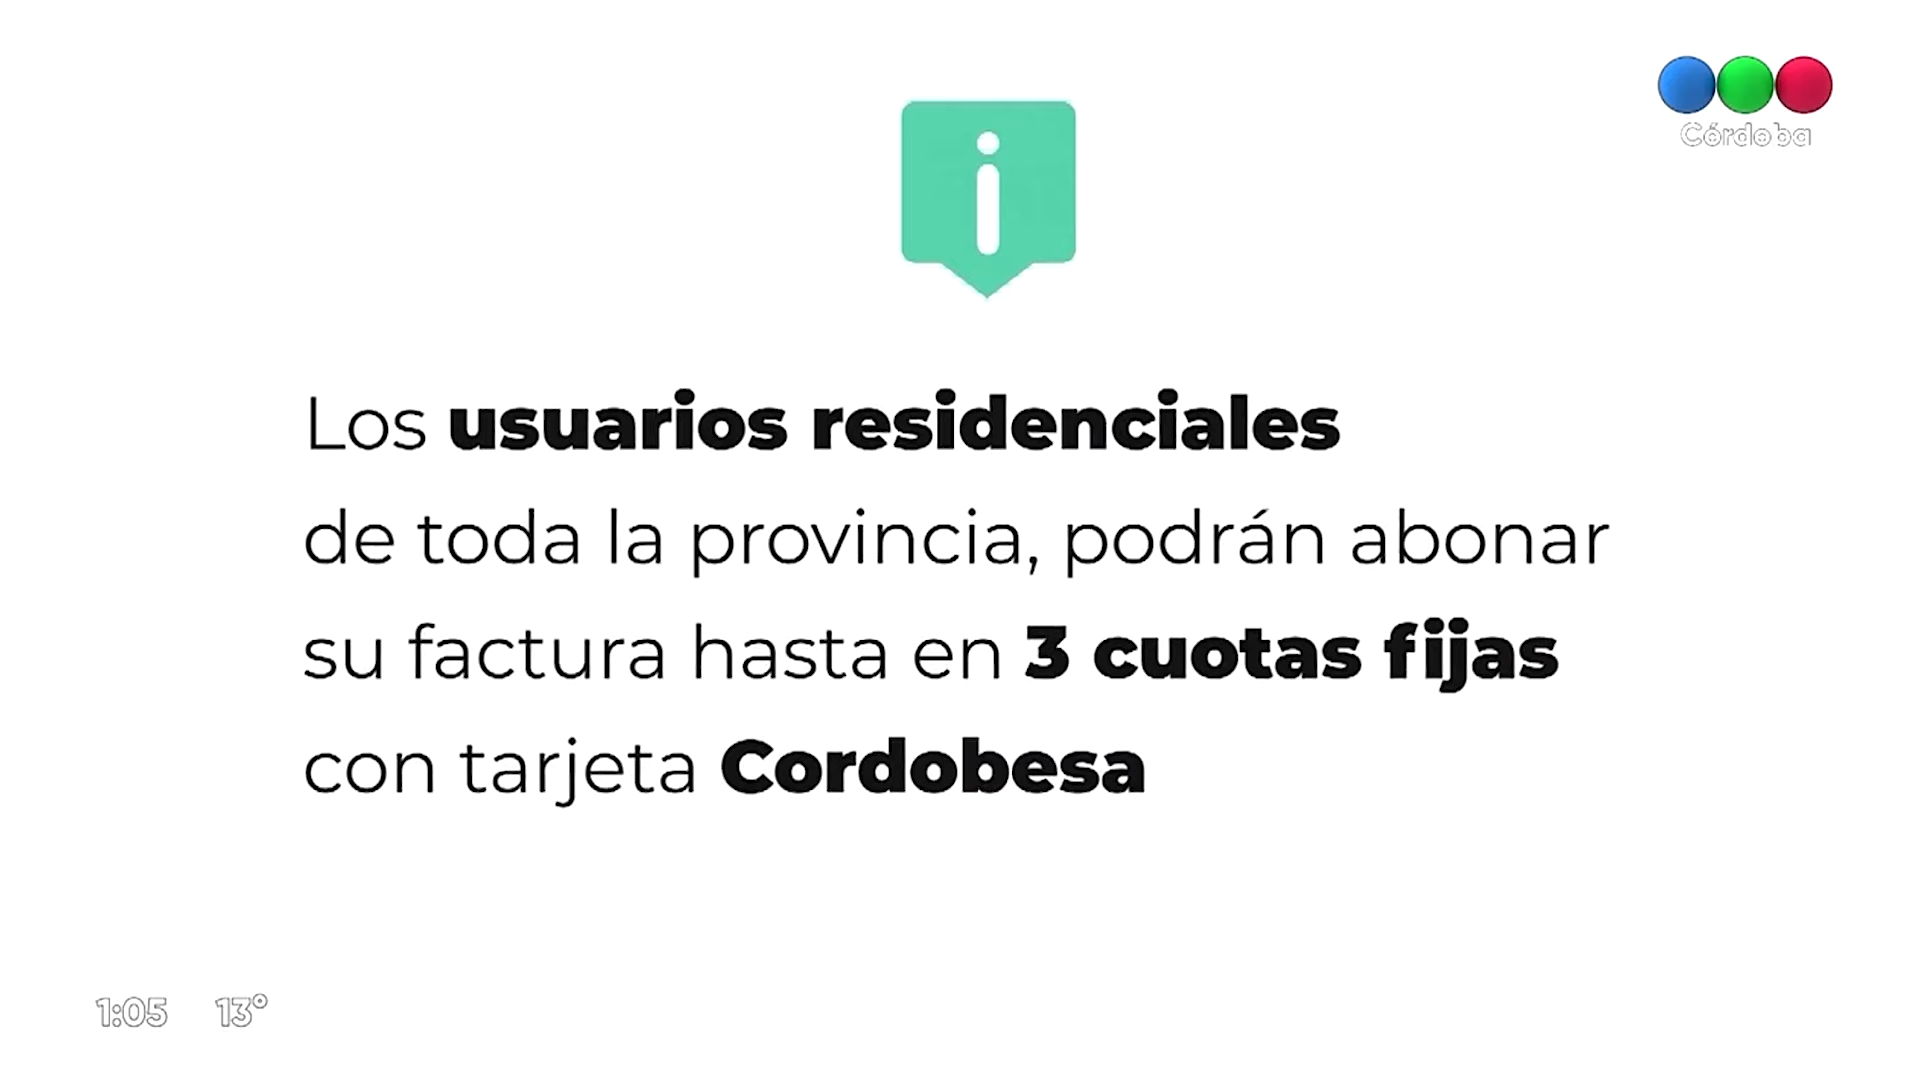 Córdoba
i
Los usuarios residenciales
de toda la provincia, podrán abonar
su factura hasta en 3 cuotas fijas
con tarjeta Cordobesa
1:05 13°